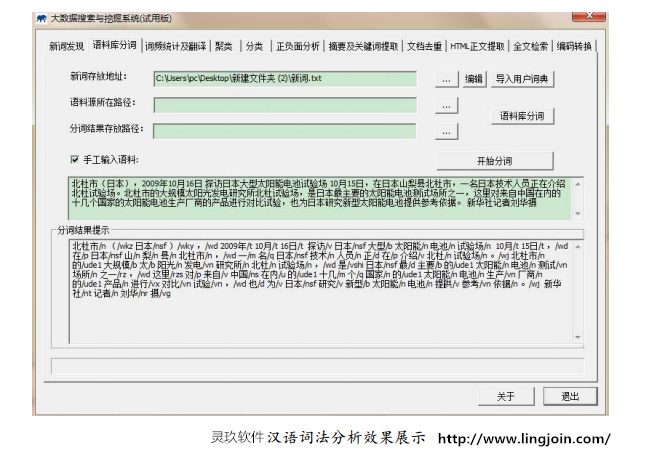 大数据搜索与挖掘系统(试用版)
新词发现 语料库分词 词频统计及翻译 聚类 分类 正负面分析 摘要及关键词提取 文档去重 HTML正文提取 全文检索 编码转换
新词存放地址: C:\Users\pc\Desktop\新建文件夹 (2)\新词.txt ... 编辑 导入用户词典
语料源所在路径: ... 语料库分词
分词结果存放路径: ...
手工输入语料: 开始分词
北杜市（日本），2009年10月16日 探访日本大型太阳能电池试验场 10月15日，在日本山梨县北杜市，一名日本技术人员正在介绍
北杜试验场。北杜市的大规模太阳光发电研究所北杜试验场，是日本最主要的太阳能电池测试场所之一，这里对来自中国在内的
十几个国家的太阳能电池生产厂商的产品进行对比试验，也为日本研究新型太阳能电池提供参考依据。 新华社记者刘华摄
分词结果提示
北杜市/n （/wkz 日本/nsf ）/wky ，/wd 2009年/t 10月/t 16日/t 探访/v 日本/nsf 大型/b 太阳能/n 电池/n 试验场/n 10月/t 15日/t ，/wd
在/p 日本/nsf 山/n 梨/n 县/n 北杜市/n ，/wd 一/m 名/q 日本/nsf 技术/n 人员/n 正/d 在/p 介绍/v 北杜/n 试验场/n 。/wj 北杜市/n
的/ude1 大规模/b 太/b 阳光/n 发电/vn 研究所/n 北杜/n 试验场/n ，/wd 是/vshi 日本/nsf 最/d 主要/b 的/ude1 太阳能/n 电池/n 测试/vn
场所/n 之一/rz ，/wd 这里/rzs 对/p 来自/v 中国/ns 在内/u 的/ude1 十几/m 个/q 国家/n 的/ude1 太阳能/n 电池/n 生产/vn 厂商/n
的/ude1 产品/n 进行/vx 对比/vn 试验/vn ，/wd 也/d 为/v 日本/nsf 研究/v 新型/b 太阳能/n 电池/n 提供/v 参考/vn 依据/n 。/wj 新华
社/nt 记者/n 刘华/nr 摄/vg
关于 退出
灵玖软件 汉语词法分析效果展示 http://www.lingjoin.com/